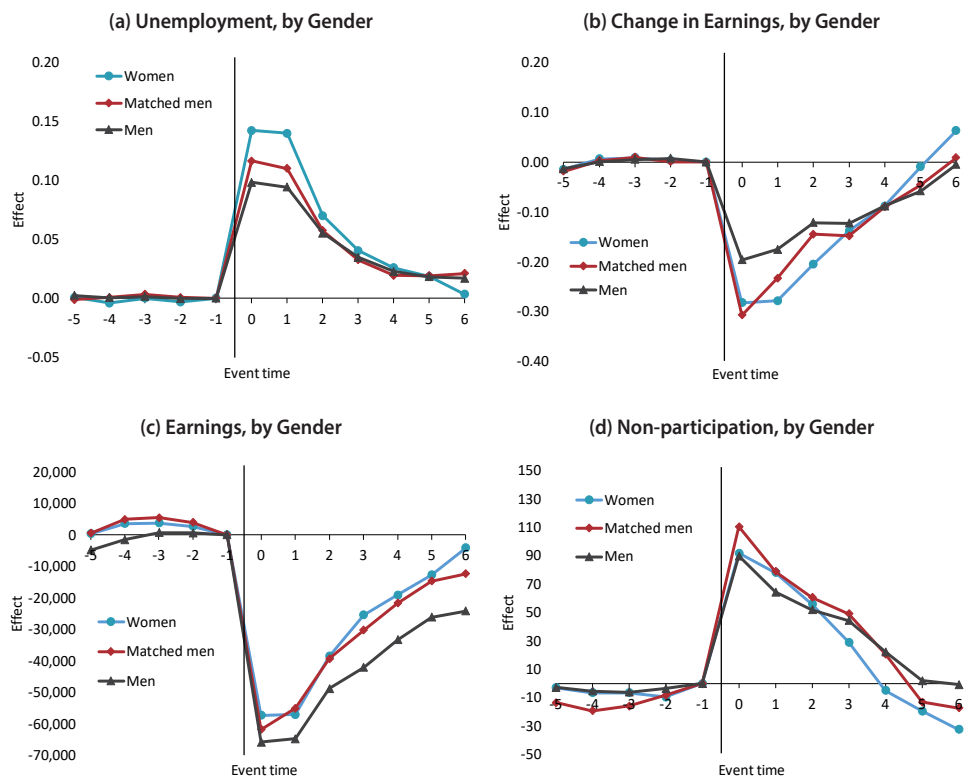 (a) Unemployment, by Gender
0.20
0.15
0.10
0.05
0.00
-0.05
Effect
Women
Matched men
Men
-5 -4 -3 -2 -1 0 1 2 3 4 5 6
Event time
(b) Change in Earnings, by Gender
0.20
0.10
0.00
-0.10
-0.20
-0.30
-0.40
Effect
-5 -4 -3 -2 -1 0 1 2 3 4 5 6
Women
Matched men
Men
Event time
(c) Earnings, by Gender
20,000
10,000
0
-10,000
-20,000
-30,000
-40,000
-50,000
-60,000
-70,000
Effect
-5 -4 -3 -2 -1 0 1 2 3 4 5 6
Women
Matched men
Men
Event time
(d) Non-participation, by Gender
150
130
110
90
70
50
30
10
-10
-30
-50
Effect
Women
Matched men
Men
-5 -4 -3 -2 -1 0 1 2 3 4 5 6
Event time